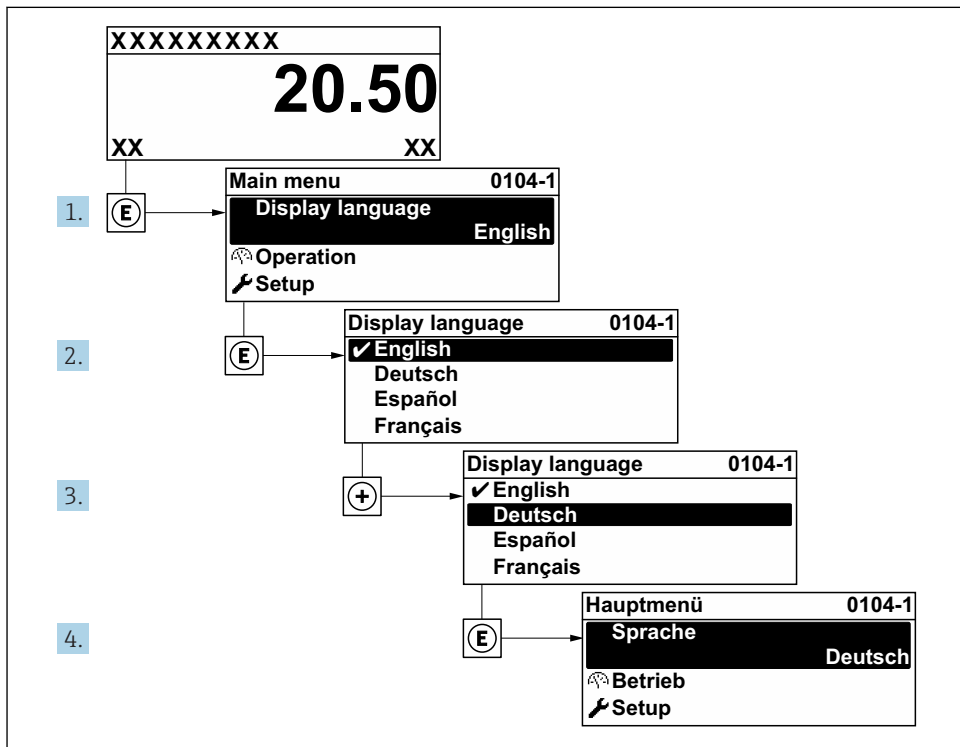 XXXXXXXXX
20.50
XX XX
1. E
Main menu 0104-1
Display language
English
Operation
Setup
2. E
Display language 0104-1
✔English
Deutsch
Español
Français
3. +
Display language 0104-1
✔English
Deutsch
Español
Français
4. E
Hauptmenü 0104-1
Sprache
Deutsch
Betrieb
Setup